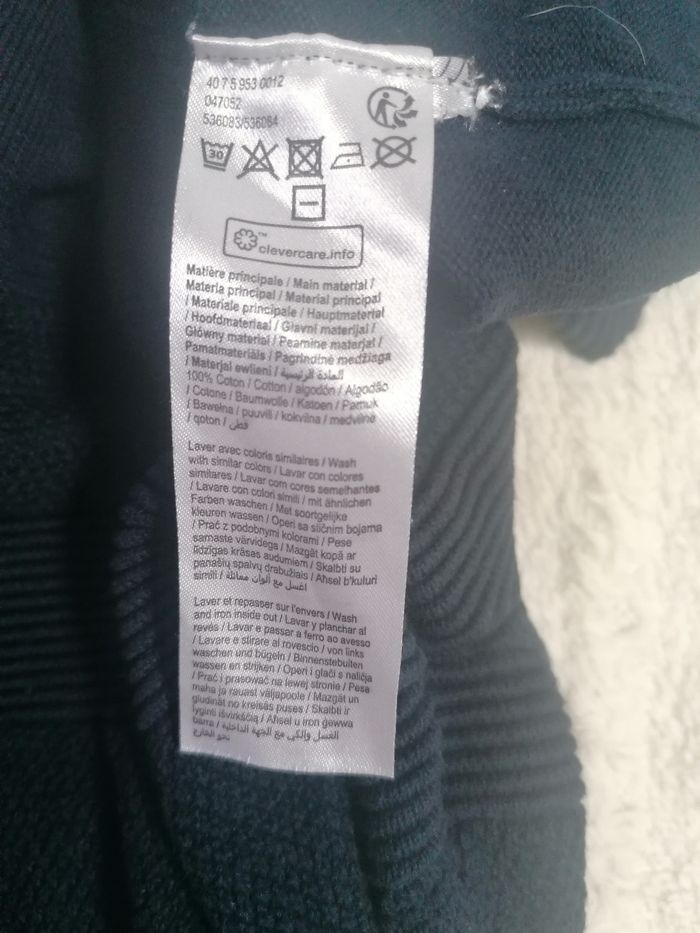 40 7 5 953 0012
047052
536083/536084
30
clevercare.info™
Matière principale / Main material /
Materia principal / Material principal
/ Materiale principale / Hauptmaterial
/ Hoofdmateriaal / Glavni materijal /
Główny materiał / Peamine materjal /
Pamatmateriāls / Pagrindinė medžiaga
/ Materjal ewlieni / المادة الرئيسية
100% Coton / Cotton / algodón / Algodão
/ Cotone / Baumwolle / Katoen / Pamuk
/ Bawełna / puuvill / kokvilna / medvilnė
/ qoton / قطن
Laver avec coloris similaires / Wash
with similar colors / Lavar con colores
similares / Lavar com cores semelhantes
/ Lavare con colori simili / mit ähnlichen
Farben waschen / Met soortgelijke
kleuren wassen / Operi sa sličnim bojama
/ Prać z podobnymi kolorami / Pese
samaste värvidega / Mazgāt kopā ar
līdzīgas krāsas audumiem / Skalbti su
panašių spalvų drabužiais / Aħsel b'kuluri
simili / اغسل مع ألوان مماثلة
Laver et repasser sur l'envers / Wash
and iron inside out / Lavar y planchar al
revés / Lavar e passar a ferro ao avesso
/ Lavare e stirare al rovescio / von links
waschen und bügeln / Binnenstebuiten
wassen en strijken / Operi i glači s naličja
/ Prać i prasować na lewej stronie / Pese
maha ja rauast väljapoole / Mazgāt un
gludināt no kreisās puses / Skalbti ir
lyginti išvirkščią / Aħsel u iron ġewwa
barra / الغسل والكي مع الجهة الداخلية
نحو الخارج